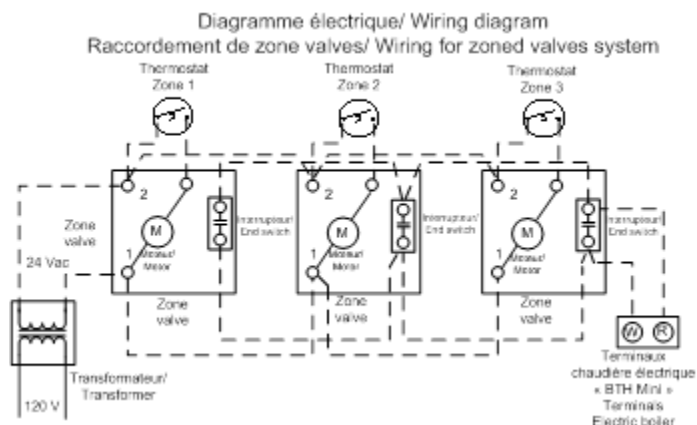 Diagramme électrique/ Wiring diagram
Raccordement de zone valves/ Wiring for zoned valves system
Thermostat
Zone 1
Thermostat
Zone 2
Thermostat
Zone 3
2
2
2
Zone
valve
M
M
M
Interrupteur/
End switch
Interrupteur/
End switch
Interrupteur/
End switch
1
1
1
Moteur/
Motor
Moteur/
Motor
Moteur/
Motor
24 Vac
Zone
valve
Zone
valve
Zone
valve
W
R
Transformateur/
Transformer
120 V
Terminaux
chaudière électrique
« BTH Mini »
Terminals
Electric boiler